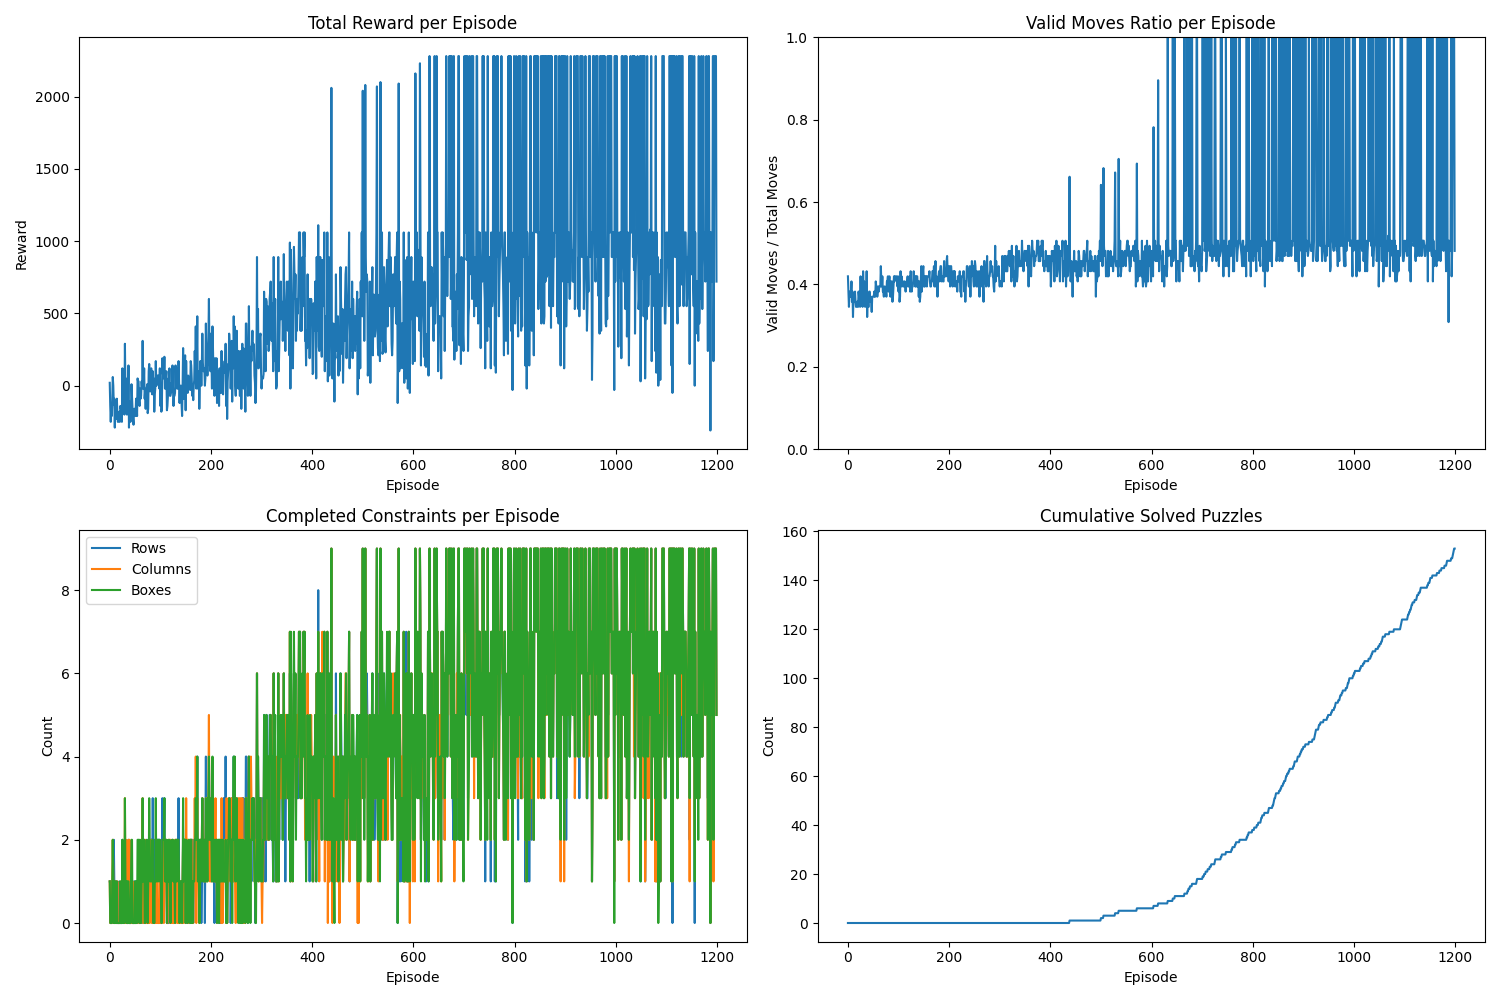 Total Reward per Episode
Reward
2000
1500
1000
500
0
0 200 400 600 800 1000 1200
Episode
Valid Moves Ratio per Episode
Valid Moves / Total Moves
1.0
0.8
0.6
0.4
0.2
0.0
0 200 400 600 800 1000 1200
Episode
Completed Constraints per Episode
Rows
Columns
Boxes
Count
8
6
4
2
0
0 200 400 600 800 1000 1200
Episode
Cumulative Solved Puzzles
Count
160
140
120
100
80
60
40
20
0
0 200 400 600 800 1000 1200
Episode